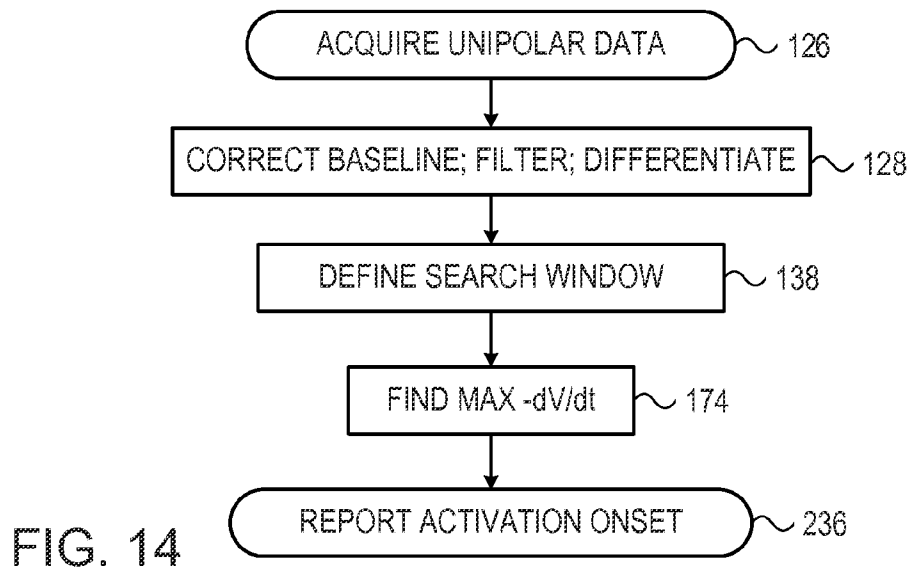 ACQUIRE UNIPOLAR DATA 126
CORRECT BASELINE; FILTER; DIFFERENTIATE 128
DEFINE SEARCH WINDOW 138
FIND MAX -dV/dt 174
REPORT ACTIVATION ONSET 236
FIG. 14